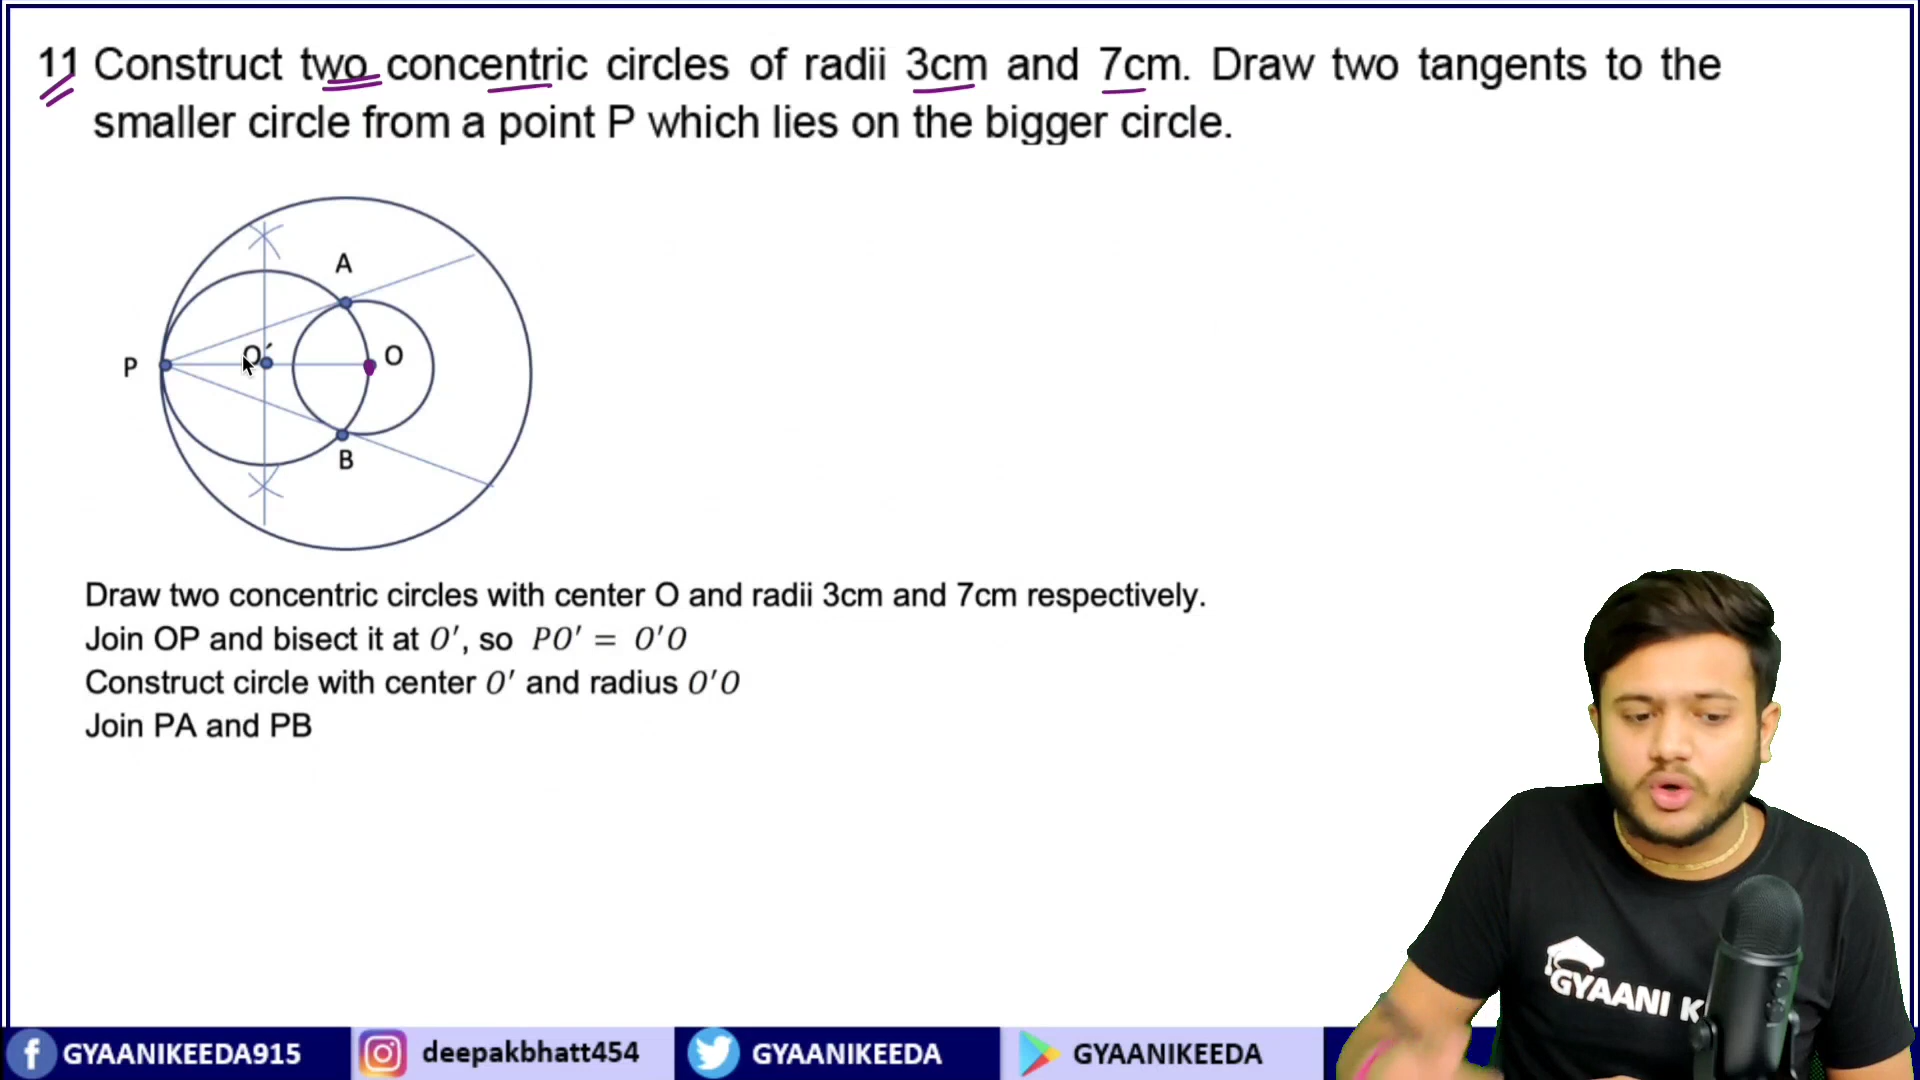 11 Construct two concentric circles of radii 3cm and 7cm. Draw two tangents to the
smaller circle from a point P which lies on the bigger circle.
A
P
O′
O
B
Draw two concentric circles with center O and radii 3cm and 7cm respectively.
Join OP and bisect it at O′, so PO′ = O′O
Construct circle with center O′ and radius O′O
Join PA and PB
GYAANI K
GYAANIKEEDA915
deepakbhatt454
GYAANIKEEDA
GYAANIKEEDA